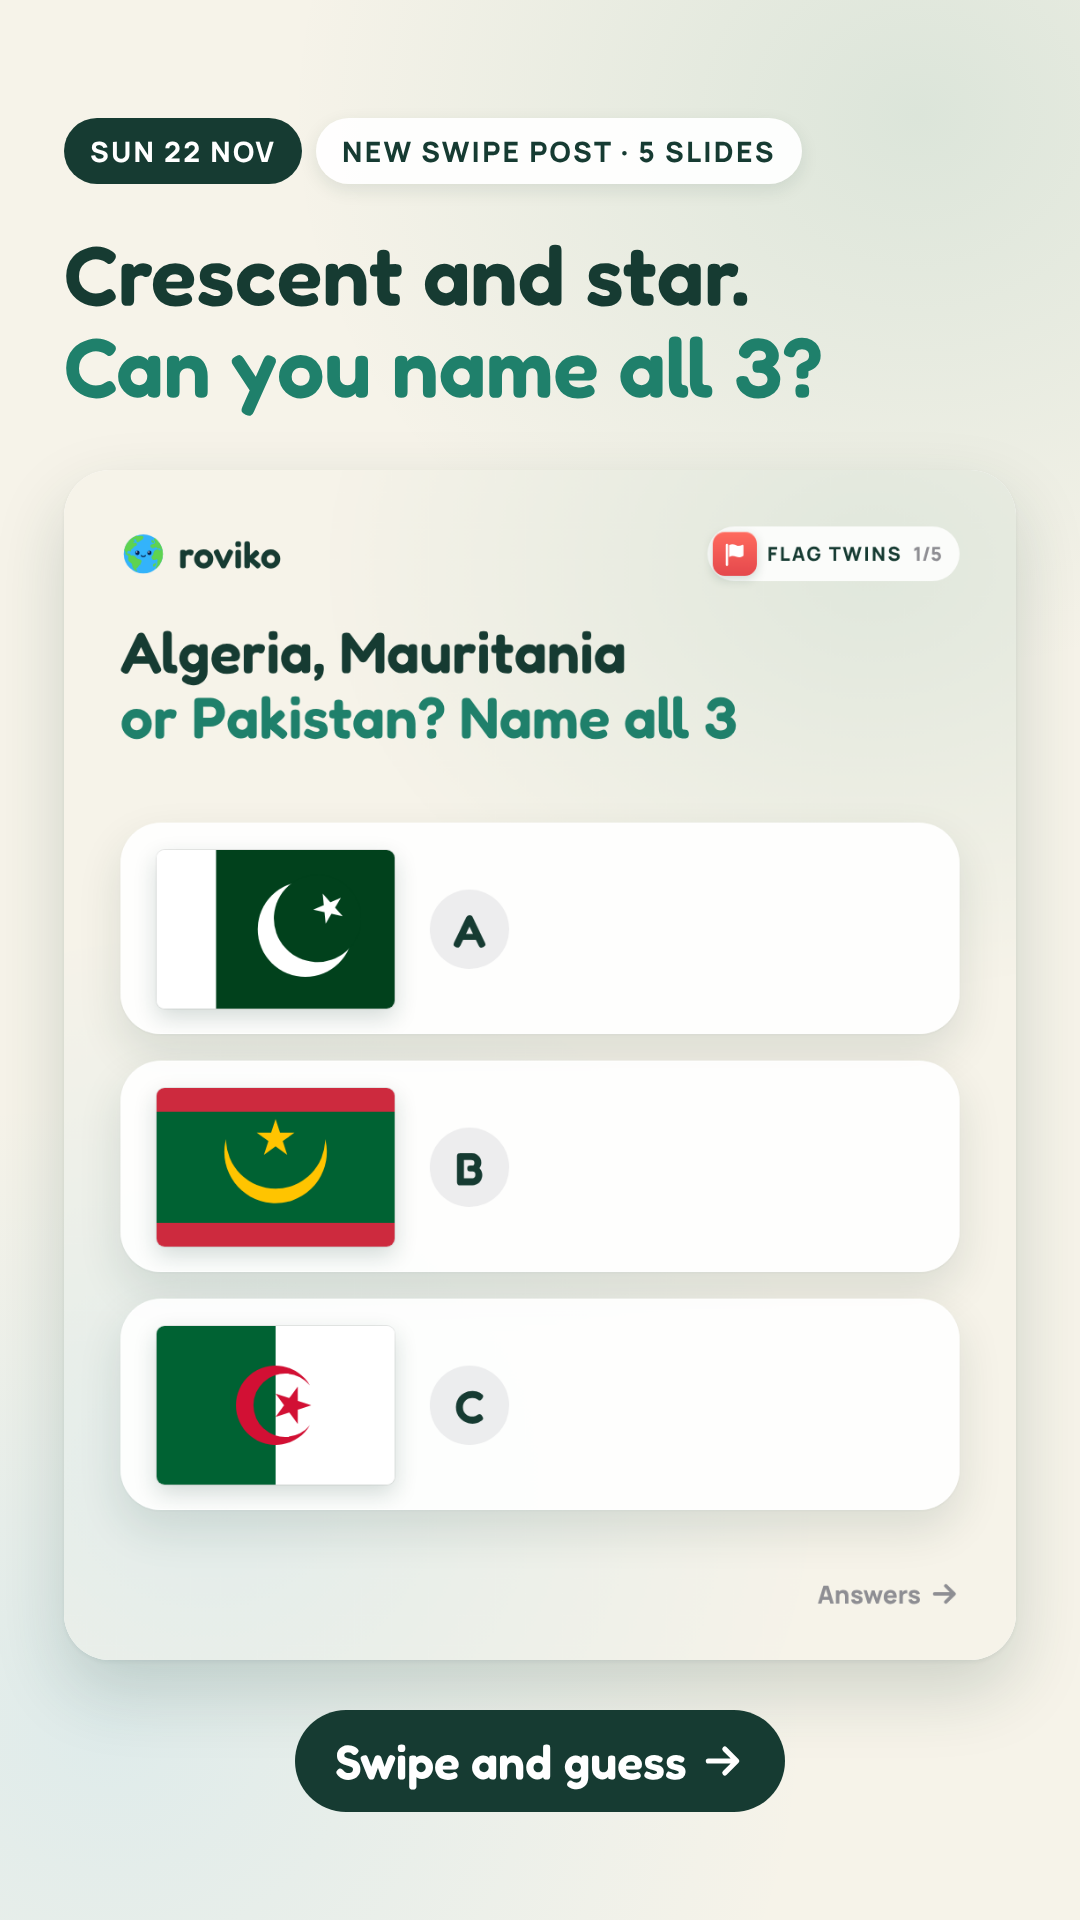 SUN 22 NOV
NEW SWIPE POST · 5 SLIDES
Crescent and star.
Can you name all 3?
roviko
FLAG TWINS 1/5
Algeria, Mauritania
or Pakistan? Name all 3
A
B
C
Answers →
Swipe and guess →